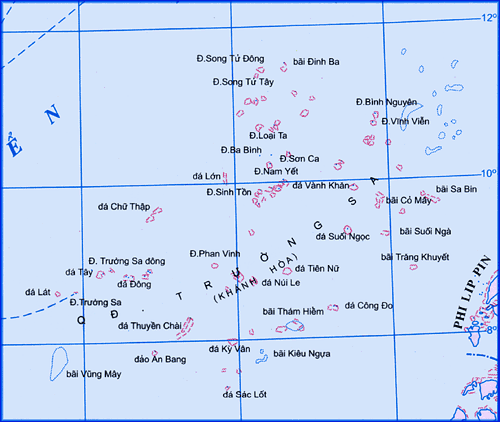 12°
Đ.Song Tử Đông
bãi Đinh Ba
Đ.Song Tử Tây
Đ.Bình Nguyên
Đ.Vĩnh Viễn
Đ.Loại Ta
Đ.Ba Bình
Đ.Sơn Ca
Đ.Nam Yết
10°
đá Lớn
đá Vành Khăn
Đ.Sinh Tồn
bãi Sa Bin
bãi Cỏ Mây
đá Chữ Thập
đá Suối Ngọc
bãi Suối Ngà
Đ.Phan Vinh
Đ. Trường Sa đông
bãi Trăng Khuyết
đá Tây
đá Đông
đá Tiên Nữ
đá Núi Le
đá Lát
Đ.Trường Sa
QĐ. TRƯỜNG SA
(KHÁNH HÒA)
bãi Thám Hiểm
đá Công Đo
đá Thuyền Chài
8°
đá Kỳ Vân
đảo An Bang
bãi Kiêu Ngựa
bãi Vũng Mây
đá Sác Lốt
PHI LIP PIN
Ê N